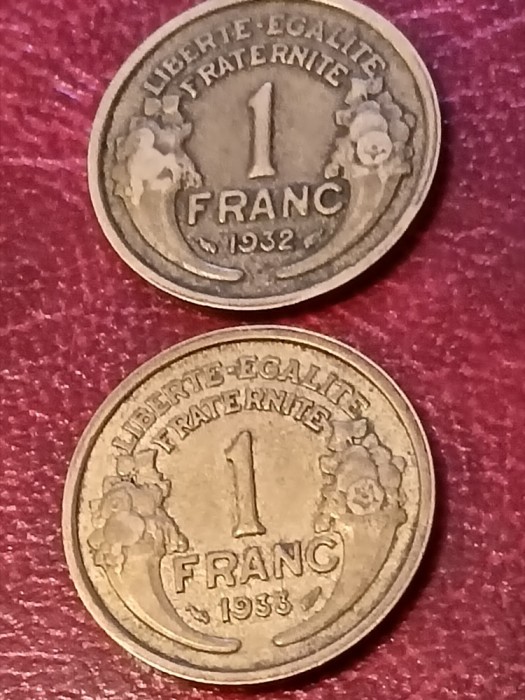 LIBERTE·EGALITE
FRATERNITE
1
FRANC
1932
LIBERTE·EGALITE
FRATERNITE
1
FRANC
1933